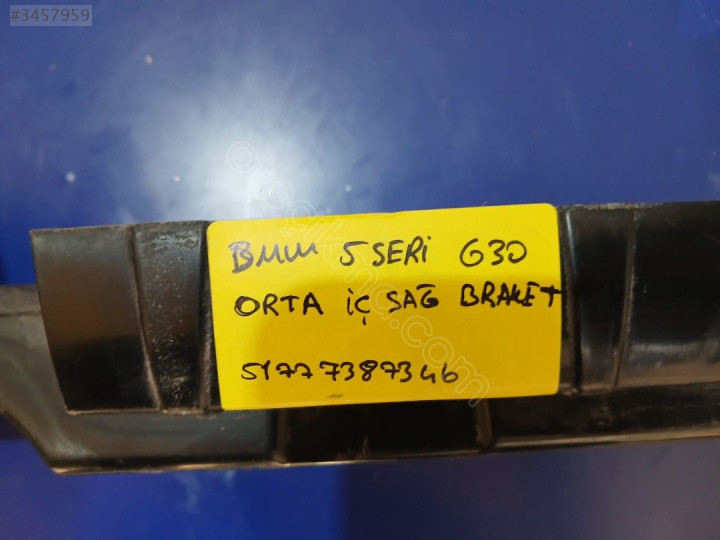 #3457959
BMW 5 SERİ G30
ORTA İÇ SAĞ BRAKET
51777387346